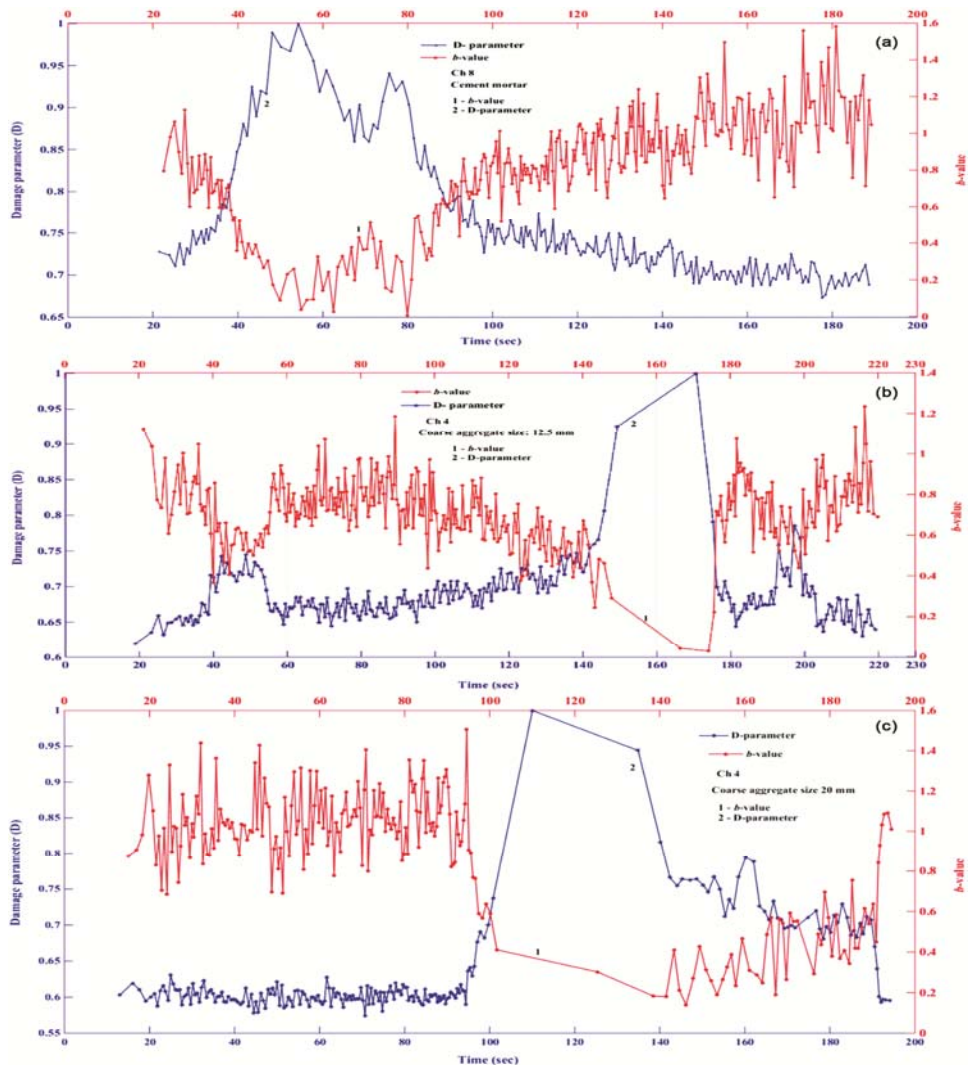 (a)
D- parameter
b-value
Ch 8
Cement mortar
1 - b-value
2 - D-parameter
1
2
Damage parameter (D)
1
0.95
0.9
0.85
0.8
0.75
0.7
0.65
1.6
1.4
1.2
1
0.8
0.6
0.4
0.2
0
b-value
0 20 40 60 80 100 120 140 160 180 200
0 20 40 60 80 100 120 140 160 180 200
Time (sec)
0 20 40 60 80 100 120 140 160 180 200 220 230
(b)
b-value
D- parameter
Ch 4
Coarse aggregate size: 12.5 mm
1 - b-value
2 - D-parameter
2
1
Damage parameter (D)
1
0.95
0.9
0.85
0.8
0.75
0.7
0.65
0.6
1.4
1.2
1
0.8
0.6
0.4
0.2
0
b-value
0 20 40 60 80 100 120 140 160 180 200 220 230
Time (sec)
0 20 40 60 80 100 120 140 160 180 200
(c)
D-parameter
b-value
Ch 4
Coarse aggregate size 20 mm
1 - b-value
2 - D-parameter
2
1
Damage parameter (D)
1
0.95
0.9
0.85
0.8
0.75
0.7
0.65
0.6
0.55
1.6
1.4
1.2
1
0.8
0.6
0.4
0.2
0
b-value
0 20 40 60 80 100 120 140 160 180 200
Time (sec)